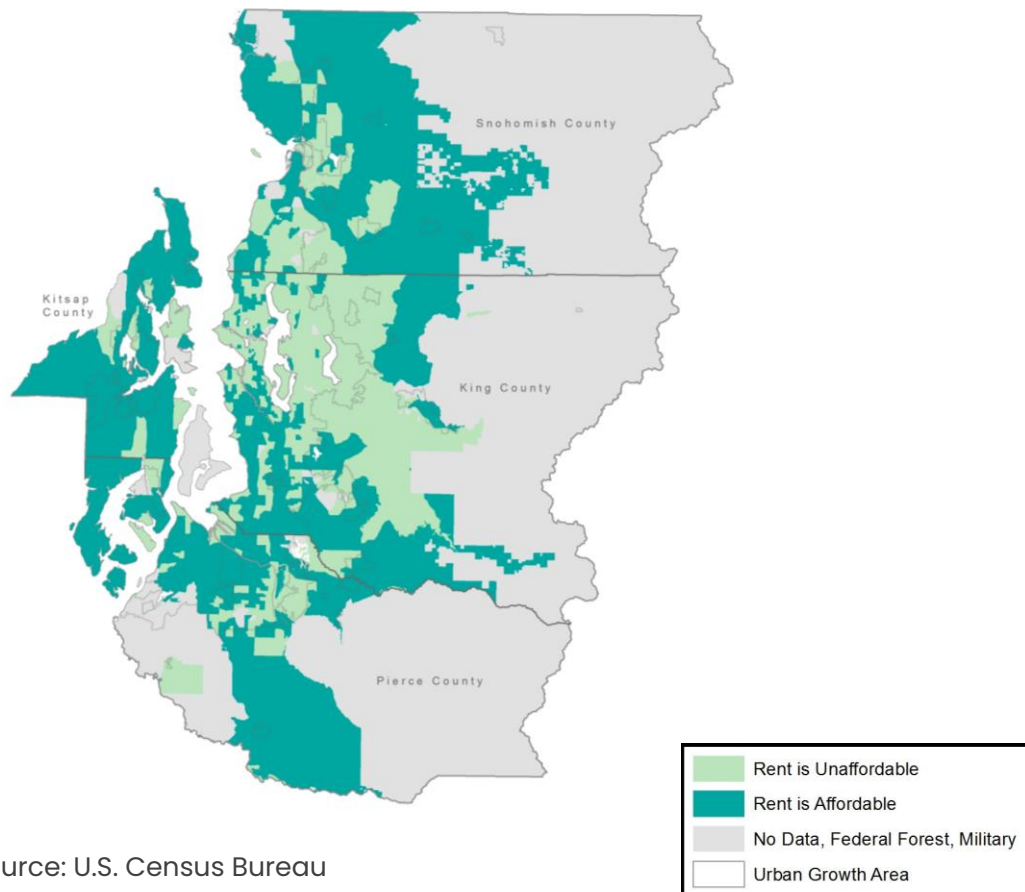 Snohomish County
Kitsap
County
King County
Pierce County
Rent is Unaffordable
Rent is Affordable
No Data, Federal Forest, Military
Urban Growth Area
urce: U.S. Census Bureau